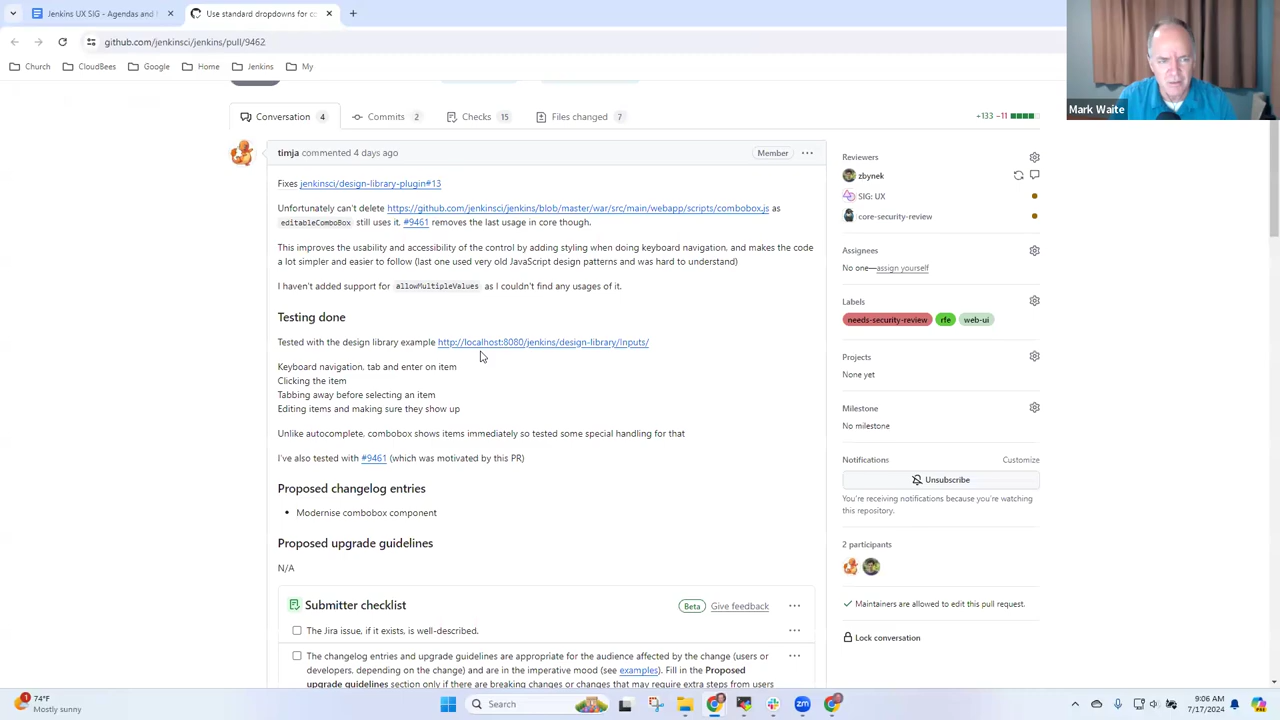 Jenkins UX SIG - Agendas and
Use standard dropdowns for co
github.com/jenkinsci/jenkins/pull/9462
Church
CloudBees
Google
Home
Jenkins
My
Mark Waite
Conversation 4
Commits 2
Checks 15
Files changed 7
+133 −11
timja commented 4 days ago
Member
Fixes jenkinsci/design-library-plugin#13
Unfortunately can't delete https://github.com/jenkinsci/jenkins/blob/master/war/src/main/webapp/scripts/combobox.js as
editableComboBox still uses it, #9461 removes the last usage in core though.
This improves the usability and accessibility of the control by adding styling when doing keyboard navigation, and makes the code
a lot simpler and easier to follow (last one used very old JavaScript design patterns and was hard to understand)
I haven't added support for allowMultipleValues as I couldn't find any usages of it.
Testing done
Tested with the design library example http://localhost:8080/jenkins/design-library/Inputs/
Keyboard navigation, tab and enter on item
Clicking the item
Tabbing away before selecting an item
Editing items and making sure they show up
Unlike autocomplete, combobox shows items immediately so tested some special handling for that
I've also tested with #9461 (which was motivated by this PR)
Proposed changelog entries
• Modernise combobox component
Proposed upgrade guidelines
N/A
Submitter checklist
Beta Give feedback
The Jira issue, if it exists, is well-described.
The changelog entries and upgrade guidelines are appropriate for the audience affected by the change (users or
developers, depending on the change) and are in the imperative mood (see examples). Fill in the Proposed
upgrade guidelines section only if there are breaking changes or changes that may require extra steps from users
Reviewers
zbynek
SIG: UX
core-security-review
Assignees
No one—assign yourself
Labels
needs-security-review rfe web-ui
Projects
None yet
Milestone
No milestone
Notifications
Customize
Unsubscribe
You're receiving notifications because you're watching
this repository.
2 participants
Maintainers are allowed to edit this pull request.
Lock conversation
1
74°F
Mostly sunny
Search
9:06 AM
7/17/2024